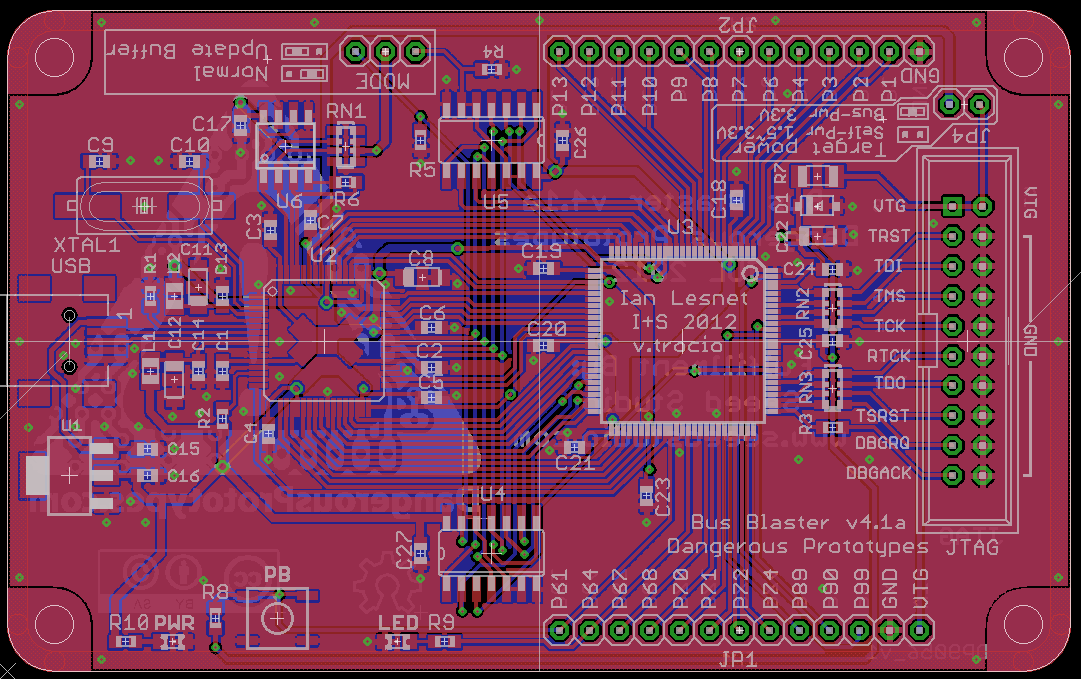 JP2
Update Buffer
Normal
MODE
R4
P13
P12
P11
P10
P9
P8
P7
P6
P4
P3
P2
P1
GND
Target
Self-Pwr 1.5-3.3V
Bus-Pwr 3.3V
power
JP4
C17
RN1
C9
C10
R5
C26
U5
R6
U6
C3
C18
U3
R7
D1
VTG
VTG
TRST
TDI
TMS
TCK
RTCK
TDO
TSRST
DBGRQ
DBGACK
GND
XTAL1
USB
U2
C8
C19
C24
RN2
R1
C113
Ian Lesnet
I+S 2012
v.tracio
C6
C20
C25
1
L1
C12
C14
C11
C2
C5
RN3
R3
R2
C4
U1
C15
C16
C21
C23
U4
Bus Blaster v4.1a
Dangerous Prototypes
JTAG
C27
PB
R8
R10
PWR
LED
R9
P61
P64
P67
P68
P70
P71
P72
P74
P89
P90
P99
GND
VTG
JP1